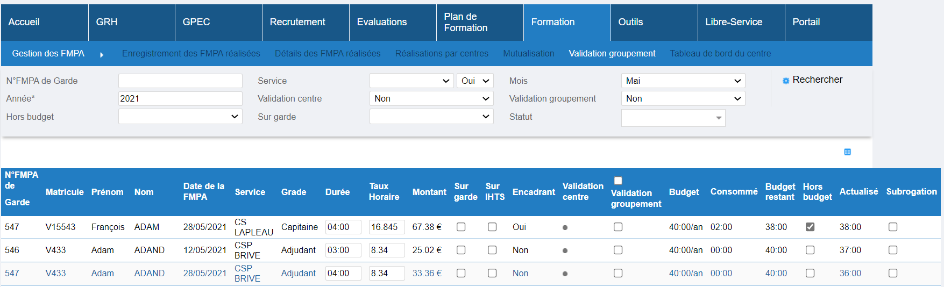 Accueil GRH GPEC Recrutement Evaluations Plan de Formation Formation Outils Libre-Service Portail
Gestion des FMPA Enregistrement des FMPA réalisées Détails des FMPA réalisées Réalisations par centres Mutualisation Validation groupement Tableau de bord du centre
N°FMPA de Garde Service Oui Mois Mai Rechercher
Année* 2021 Validation centre Non Validation groupement Non
Hors budget Sur garde Statut
N°FMPA de Garde Matricule Prénom Nom Date de la FMPA Service Grade Durée Taux Horaire Montant Sur garde Sur IHTS Encadrant Validation centre Validation groupement Budget Consommé Budget restant Hors budget Actualisé Subrogation
547 V15543 François ADAM 28/05/2021 CS LAPLEAU Capitaine 04:00 16.845 67.38 € Oui 40:00/an 02:00 38:00 38:00
546 V433 Adam ADAND 12/05/2021 CSP BRIVE Adjudant 03:00 8.34 25.02 € Non 40:00/an 00:00 40:00 37:00
547 V433 Adam ADAND 28/05/2021 CSP BRIVE Adjudant 04:00 8.34 33.36 € Non 40:00/an 00:00 40:00 36:00